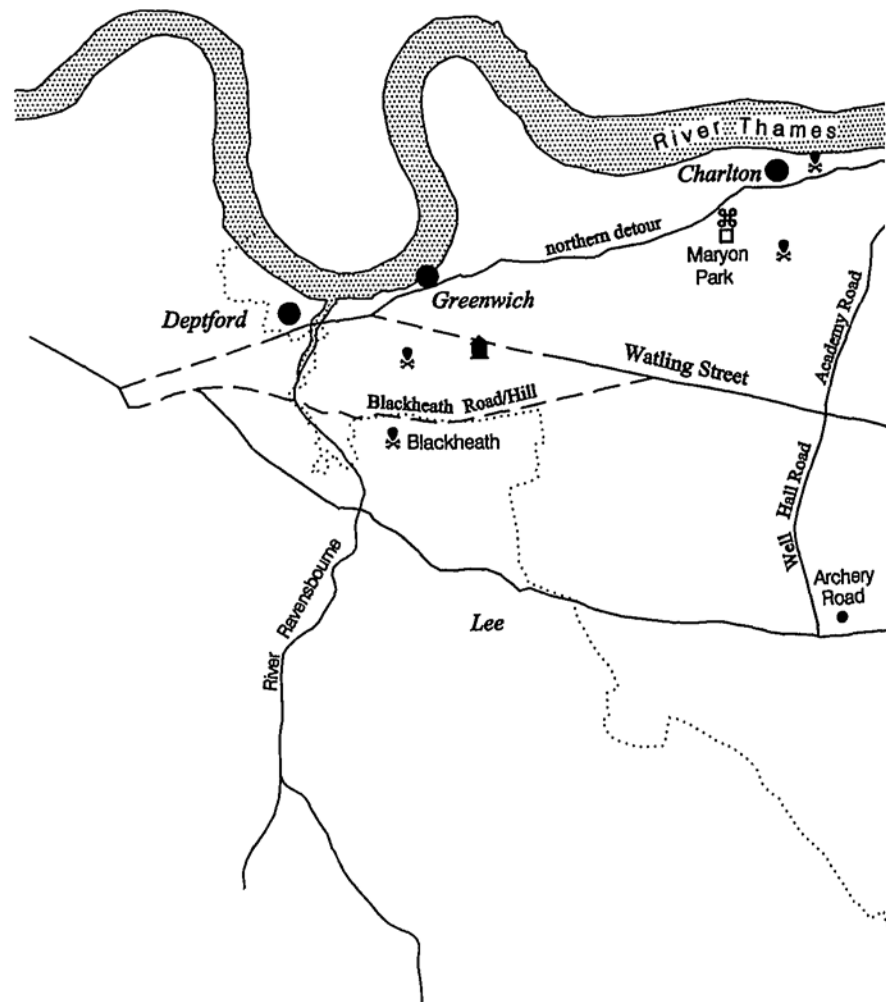 River Thames
Charlton
northern detour
Maryon
Park
Greenwich
Deptford
Academy Road
Watling Street
Blackheath Road/Hill
Blackheath
Well Hall Road
Archery
Road
River Ravensbourne
Lee